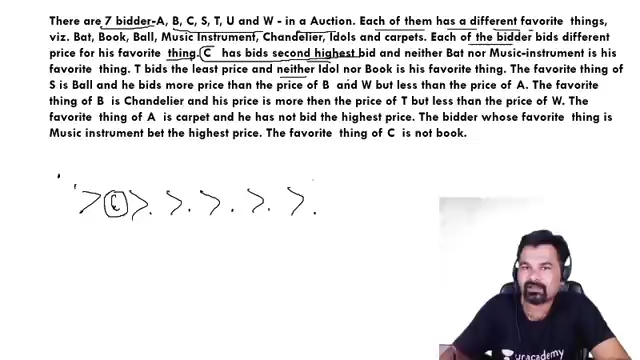 There are 7 bidder-A, B, C, S, T, U and W - in a Auction. Each of them has a different favorite things,
viz. Bat, Book, Ball, Music Instrument, Chandelier, Idols and carpets. Each of the bidder bids different
price for his favorite thing. C has bids second highest bid and neither Bat nor Music-instrument is his
favorite thing. T bids the least price and neither Idol nor Book is his favorite thing. The favorite thing of
S is Ball and he bids more price than the price of B and W but less than the price of A. The favorite
thing of B is Chandelier and his price is more then the price of T but less than the price of W. The
favorite thing of A is carpet and he has not bid the highest price. The bidder whose favorite thing is
Music instrument bet the highest price. The favorite thing of C is not book.
> C > > > > >
uracademy